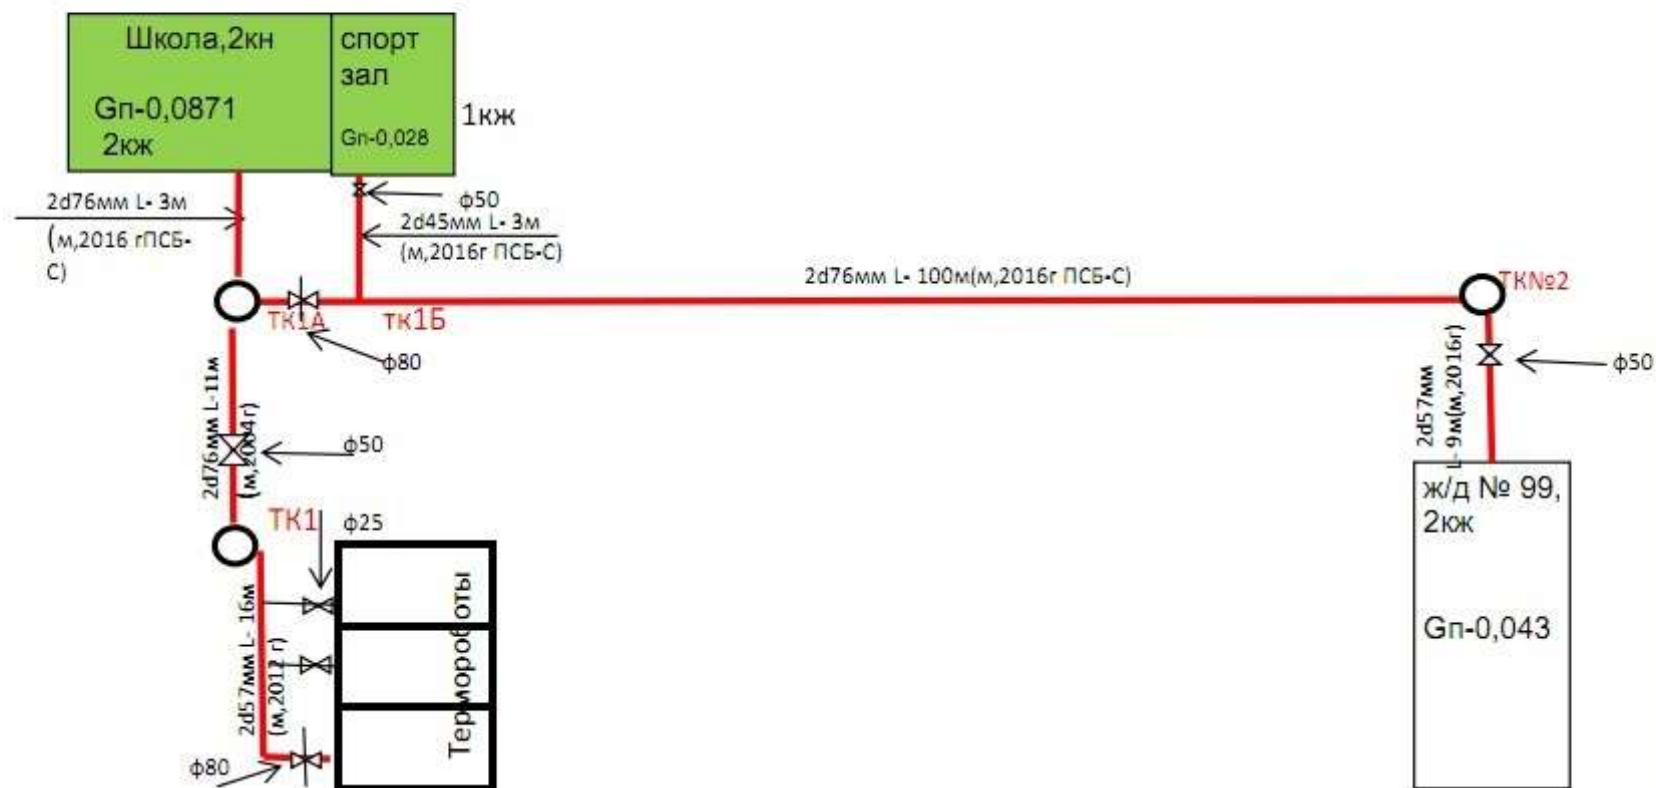 Школа,2кн
Gп-0,0871
2кж
спорт
зал
Gп-0,028
1кж
2d76мм L- 3м
(м,2016 гПСБ-
С)
ф50
2d45мм L- 3м
(м,2016г ПСБ-С)
2d76мм L- 100м(м,2016г ПСБ-С)
ТК№2
ТК1А
тк1Б
ф80
2d76мм L-11м
(м,2004г)
ф50
2d57мм
L- 9м(м,2016г)
ф50
ТК1
ф25
2d57мм L- 16м
(м,2012 г)
ф80
Термороботы
ж/д № 99,
2кж
Gп-0,043